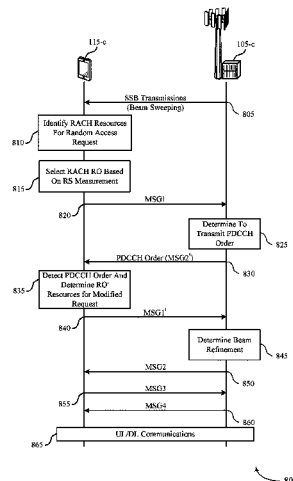 115-c
105-c
SSB Transmissions
(Beam Sweeping)
805
810
Identify RACH Resources
For Random Access
Request
815
Select RACH RO Based
On RS Measurement
820
MSG1
Determine To
Transmit PDCCH
Order
825
PDCCH Order (MSG2
830
835
Detect PDCCH Order And
Determine RO'
Resources for Modified
Request
840
MSG1'
Determine Beam
Refinement
845
MSG2
850
855
MSG3
MSG4
860
865
UL/DL Communications